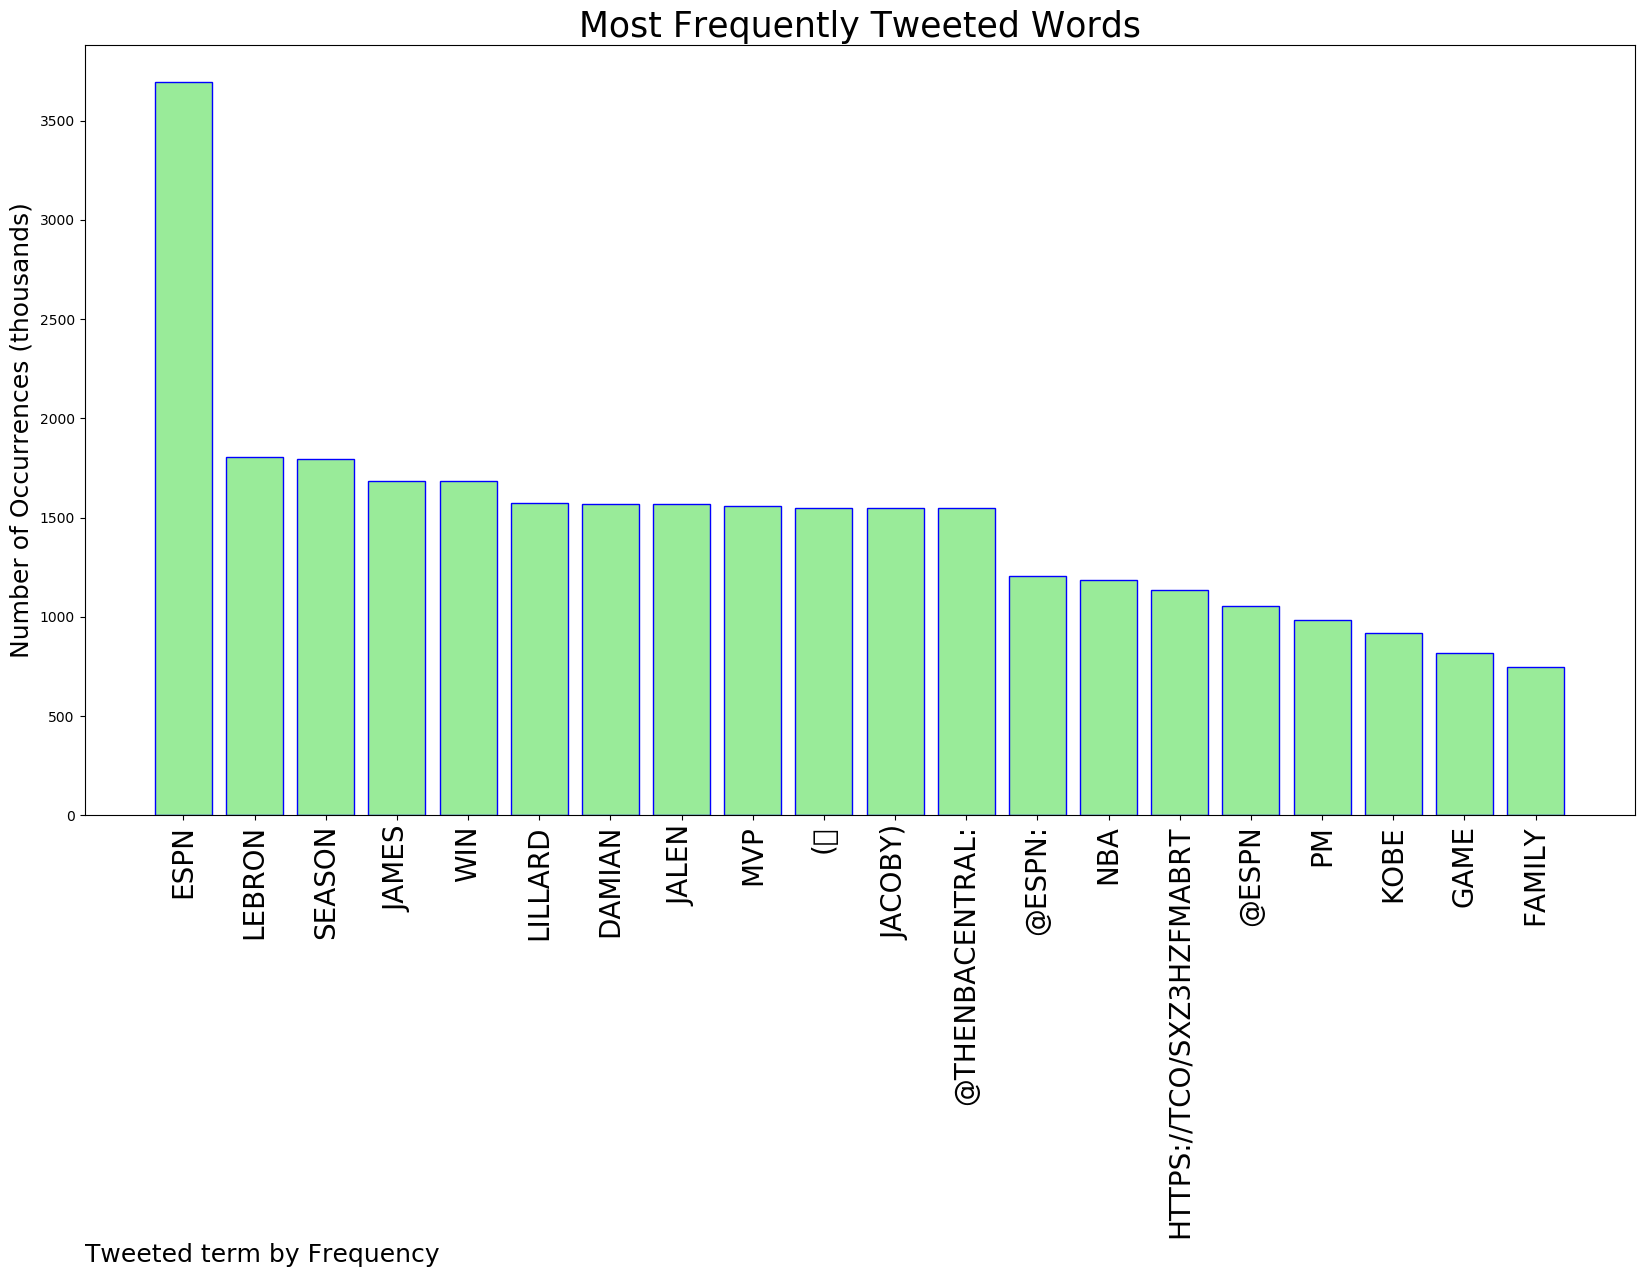 Most Frequently Tweeted Words
Number of Occurrences (thousands)
3500
3000
2500
2000
1500
1000
500
0
ESPN
LEBRON
SEASON
JAMES
WIN
LILLARD
DAMIAN
JALEN
MVP
(▯
JACOBY)
@THENBACENTRAL:
@ESPN:
NBA
HTTPS://TCO/SXZ3HZFMABRT
@ESPN
PM
KOBE
GAME
FAMILY
Tweeted term by Frequency